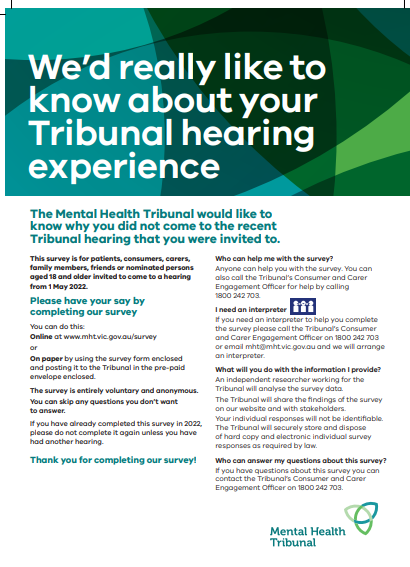 We'd really like to
know about your
Tribunal hearing
experience
The Mental Health Tribunal would like to
know why you did not come to the recent
Tribunal hearing that you were invited to.
This survey is for patients, consumers, carers,
family members, friends or nominated persons
aged 18 and older invited to come to a hearing
from 1 May 2022.
Please have your say by
completing our survey
You can do this:
Online at www.mht.vic.gov.au/survey
or
On paper by using the survey form enclosed
and posting it to the Tribunal in the pre-paid
envelope enclosed.
The survey is entirely voluntary and anonymous.
You can skip any questions you don't want
to answer.
If you have already completed this survey in 2022,
please do not complete it again unless you have
had another hearing.
Thank you for completing our survey!
Who can help me with the survey?
Anyone can help you with the survey. You can
also call the Tribunal's Consumer and Carer
Engagement Officer for help by calling
1800 242 703.
I need an interpreter
If you need an interpreter to help you complete
the survey please call the Tribunal's Consumer
and Carer Engagement Officer on 1800 242 703
or email mht@mht.vic.gov.au and we will arrange
an interpreter.
What will you do with the information I provide?
An independent researcher working for the
Tribunal will analyse the survey data.
The Tribunal will share the findings of the survey
on our website and with stakeholders.
Your individual responses will not be identifiable.
The Tribunal will securely store and dispose
of hard copy and electronic individual survey
responses as required by law.
Who can answer my questions about this survey?
If you have questions about this survey you can
contact the Tribunal's Consumer and Carer
Engagement Officer on 1800 242 703.
Mental Health
Tribunal